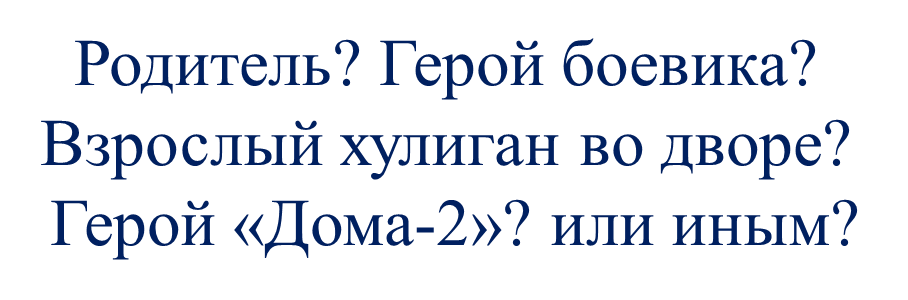 Родитель? Герой боевика?
Взрослый хулиган во дворе?
Герой «Дома-2»? или иным?